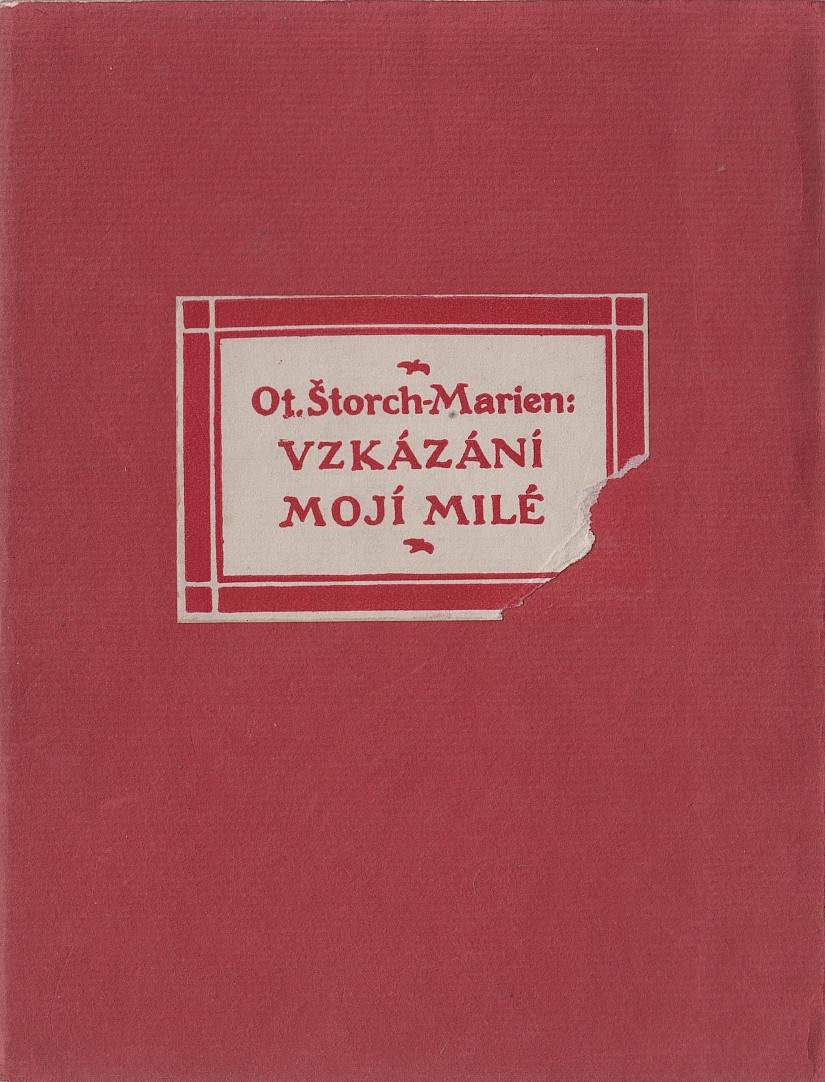 Ot. Štorch-Marien:
VZKÁZÁNÍ
MOJÍ MILÉ